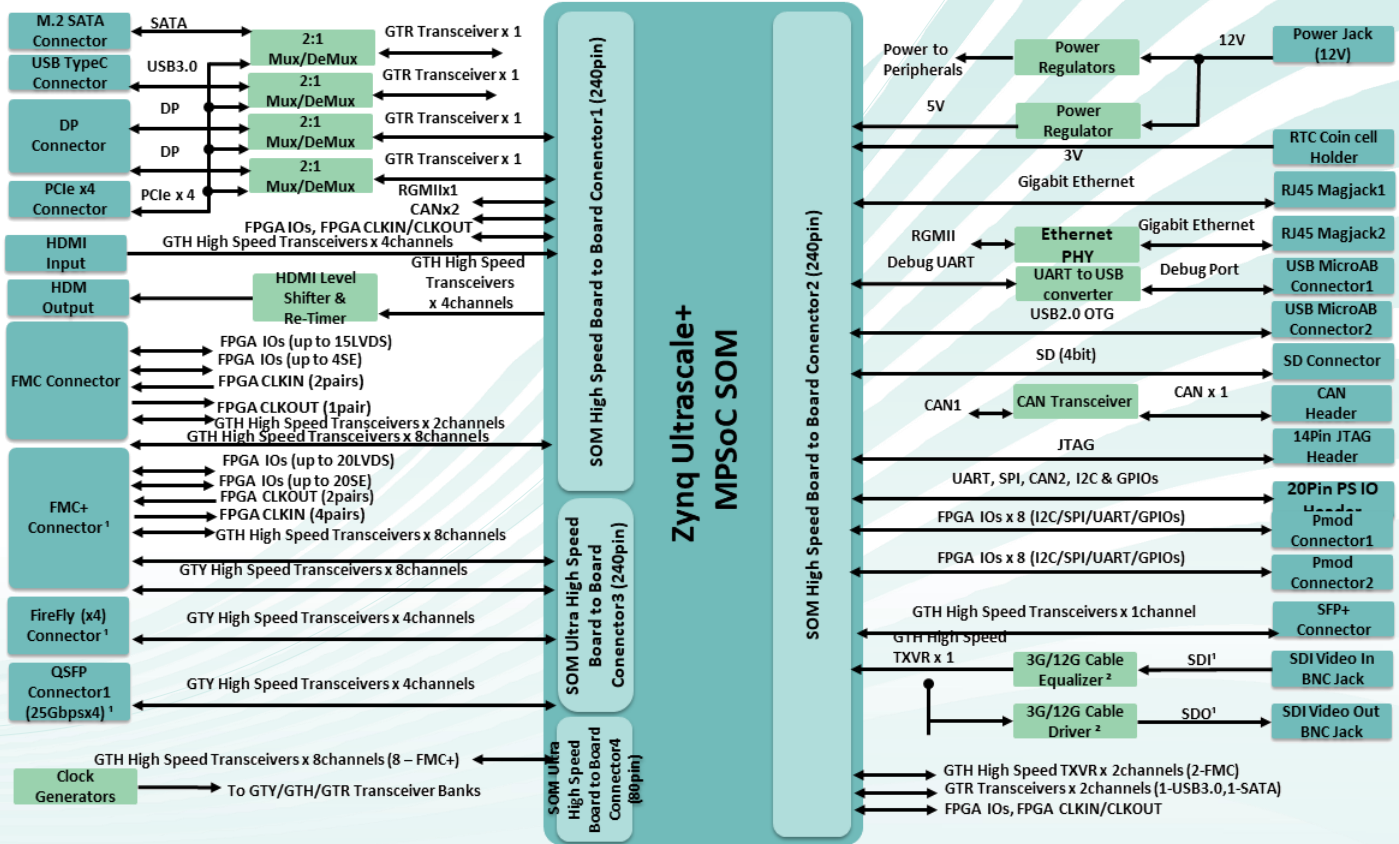 M.2 SATA
Connector
SATA
2:1
Mux/DeMux
GTR Transceiver x 1
USB TypeC
Connector
USB3.0
2:1
Mux/DeMux
GTR Transceiver x 1
DP
Connector
DP
2:1
Mux/DeMux
GTR Transceiver x 1
DP
2:1
Mux/DeMux
GTR Transceiver x 1
PCIe x4
Connector
PCIe x 4
RGMIIx1
CANx2
FPGA IOs, FPGA CLKIN/CLKOUT
HDMI
Input
GTH High Speed Transceivers x 4channels
HDM
Output
HDMI Level
Shifter &
Re-Timer
GTH High Speed
Transceivers
x 4channels
FMC Connector
FPGA IOs (up to 15LVDS)
FPGA IOs (up to 4SE)
FPGA CLKIN (2pairs)
FPGA CLKOUT (1pair)
GTH High Speed Transceivers x 2channels
GTH High Speed Transceivers x 8channels
FMC+
Connector ¹
FPGA IOs (up to 20LVDS)
FPGA IOs (up to 20SE)
FPGA CLKOUT (2pairs)
FPGA CLKIN (4pairs)
GTH High Speed Transceivers x 8channels
GTY High Speed Transceivers x 8channels
FireFly (x4)
Connector ¹
GTY High Speed Transceivers x 4channels
QSFP
Connector1
(25Gbpsx4) ¹
GTY High Speed Transceivers x 4channels
GTH High Speed Transceivers x 8channels (8 – FMC+)
Clock
Generators
To GTY/GTH/GTR Transceiver Banks
SOM High Speed Board to Board Conenctor1 (240pin)
SOM Ultra High Speed
Board to Board
Conenctor3 (240pin)
SOM Ultra
High Speed
Board to Board
Connector4
(80pin)
Zynq Ultrascale+
MPSoC SOM
SOM High Speed Board to Board Conenctor2 (240pin)
Power to
Peripherals
Power
Regulators
12V
Power Jack
(12V)
5V
Power
Regulator
3V
RTC Coin cell
Holder
Gigabit Ethernet
RJ45 Magjack1
RGMII
Ethernet
PHY
Gigabit Ethernet
RJ45 Magjack2
Debug UART
UART to USB
converter
Debug Port
USB MicroAB
Connector1
USB2.0 OTG
USB MicroAB
Connector2
SD (4bit)
SD Connector
CAN1
CAN Transceiver
CAN x 1
CAN
Header
JTAG
14Pin JTAG
Header
UART, SPI, CAN2, I2C & GPIOs
20Pin PS IO
Header
FPGA IOs x 8 (I2C/SPI/UART/GPIOs)
Pmod
Connector1
FPGA IOs x 8 (I2C/SPI/UART/GPIOs)
Pmod
Connector2
GTH High Speed Transceivers x 1channel
SFP+
Connector
GTH High Speed
TXVR x 1
3G/12G Cable
Equalizer ²
SDI¹
SDI Video In
BNC Jack
3G/12G Cable
Driver ²
SDO¹
SDI Video Out
BNC Jack
GTH High Speed TXVR x 2channels (2-FMC)
GTR Transceivers x 2channels (1-USB3.0,1-SATA)
FPGA IOs, FPGA CLKIN/CLKOUT